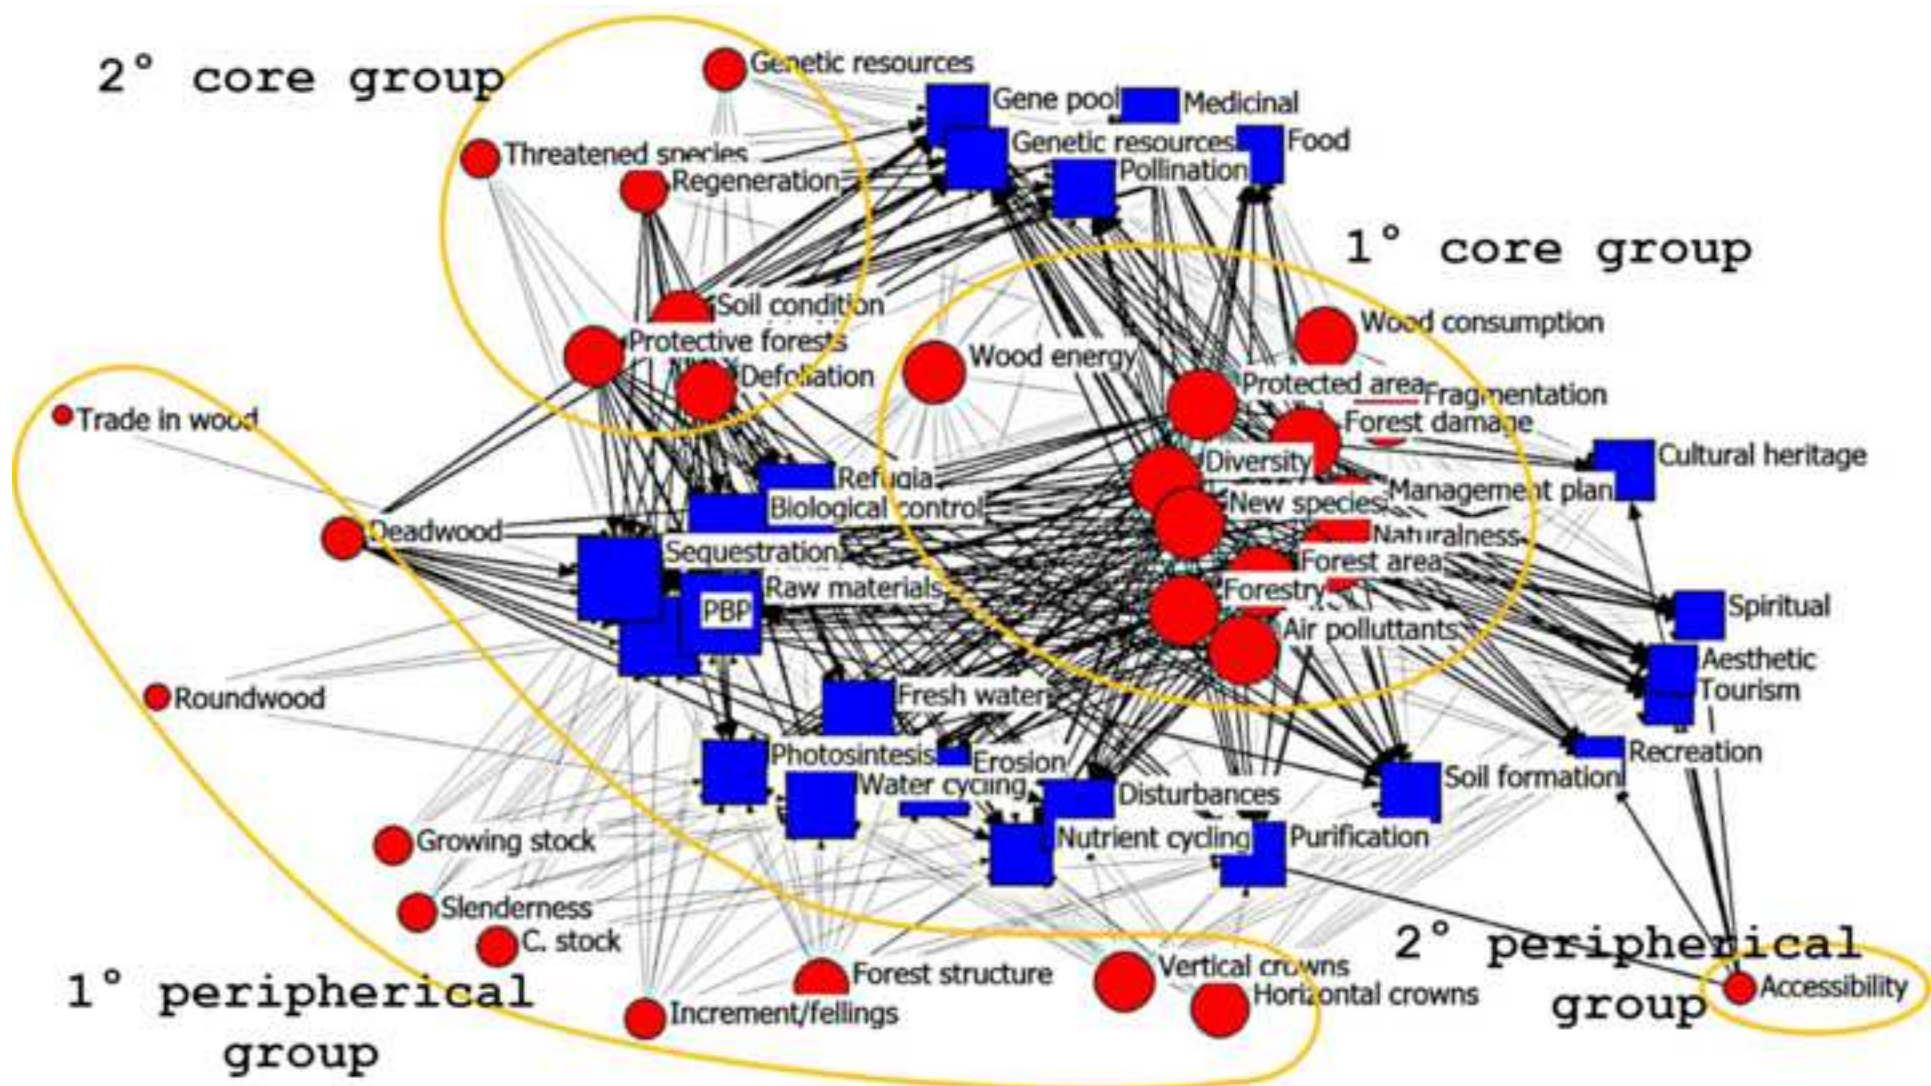 2° core group
Genetic resources
Threatened species
Regeneration
Soil condition
Protective forests
Defoliation
Gene pool
Medicinal
Genetic resources
Food
Pollination
1° core group
Wood consumption
Wood energy
Protected area
Fragmentation
Forest damage
Diversity
Management plan
New species
Naturalness
Forest area
Forestry
Air polluttants
Cultural heritage
Spiritual
Aesthetic
Tourism
Recreation
Trade in wood
Deadwood
Refugia
Biological control
Sequestration
Raw materials
PBP
Roundwood
Fresh water
Photosintesis
Erosion
Water cycling
Disturbances
Nutrient cycling
Purification
Soil formation
Growing stock
Slenderness
C. stock
Forest structure
Increment/fellings
Vertical crowns
Horizontal crowns
1° peripherical
group
2° peripherical
group
Accessibility